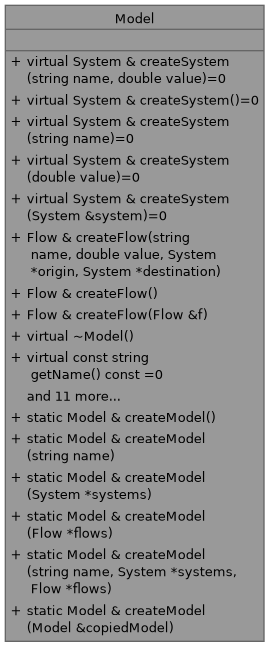 Model
+ virtual System & createSystem
(string name, double value)=0
+ virtual System & createSystem()=0
+ virtual System & createSystem
(string name)=0
+ virtual System & createSystem
(double value)=0
+ virtual System & createSystem
(System &system)=0
+ Flow & createFlow(string
name, double value, System
*origin, System *destination)
+ Flow & createFlow()
+ Flow & createFlow(Flow &f)
+ virtual ~Model()
+ virtual const string
getName() const =0
and 11 more...
+ static Model & createModel()
+ static Model & createModel
(string name)
+ static Model & createModel
(System *systems)
+ static Model & createModel
(Flow *flows)
+ static Model & createModel
(string name, System *systems,
Flow *flows)
+ static Model & createModel
(Model &copiedModel)